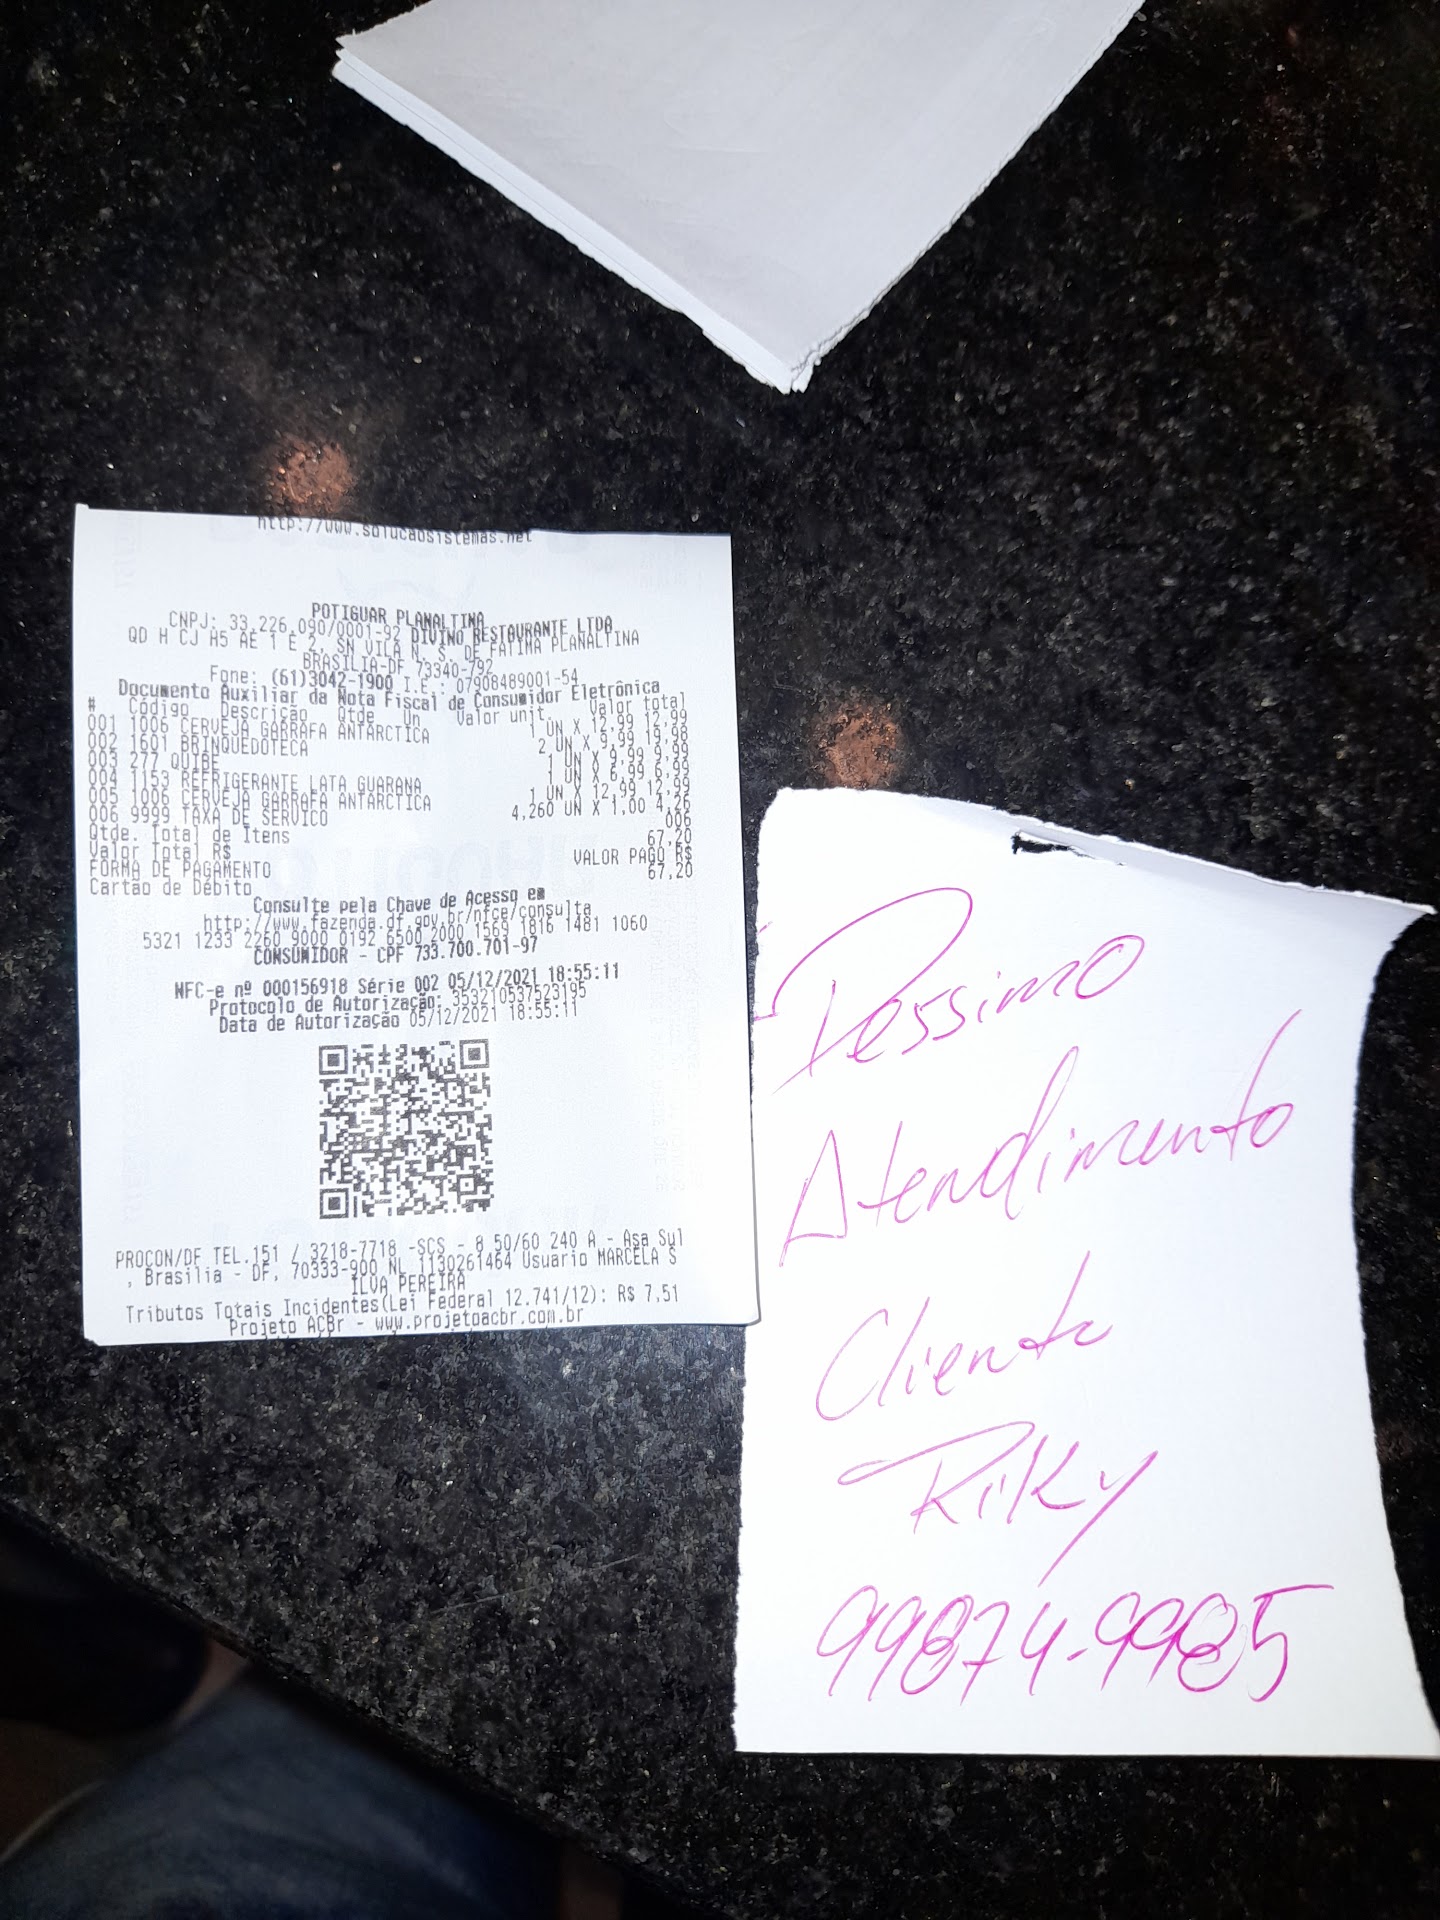 http://www.solucaosistemas.net
POTIGUAR PLANALTINA
CNPJ: 33.226.090/0001-92 DIVINO RESTAURANTE LTDA
QD H CJ H5 AE 1 E 2, SN VILA N. S. DE FATIMA PLANALTINA
BRASILIA-DF 73340-792
Fone: (61)3042-1900 I.E.: 07908489001-54
Documento Auxiliar da Nota Fiscal de Consumidor Eletrônica
# Código Descrição Qtde Un Valor unit. Valor total
001 1006 CERVEJA GARRAFA ANTARCTICA 1 UN X 12,99 12,99
002 1601 BRINQUEDOTECA 2 UN X 9,99 19,98
003 277 QUIBE 1 UN X 9,99 9,99
004 1153 REFRIGERANTE LATA GUARANA 1 UN X 6,99 6,99
005 1006 CERVEJA GARRAFA ANTARCTICA 1 UN X 12,99 12,99
006 9999 TAXA DE SERVICO 4,260 UN X 1,00 4,26
Qtde. Total de Itens 006
Valor Total R$ 67,20
FORMA DE PAGAMENTO VALOR PAGO R$
Cartão de Débito 67,20
Consulte pela Chave de Acesso em
http://www.fazenda.df.gov.br/nfce/consulta
5321 1233 2260 9000 0192 6500 2000 1569 1816 1481 1060
CONSUMIDOR - CPF 733.700.701-97
NFC-e nº 000156918 Série 002 05/12/2021 18:55:11
Protocolo de Autorização: 353210537523195
Data de Autorização 05/12/2021 18:55:11
PROCON/DF TEL.151 / 3218-7718 -SCS - 8 50/60 240 A - Asa Sul
, Brasilia - DF, 70333-900 NL 1130261464 Usuario MARCELA S
ILVA PEREIRA
Tributos Totais Incidentes(Lei Federal 12.741/12): R$ 7,51
Projeto ACBr - www.projetoacbr.com.br
Pessimo
Atendimento
Cliente
Riky
99874-9985